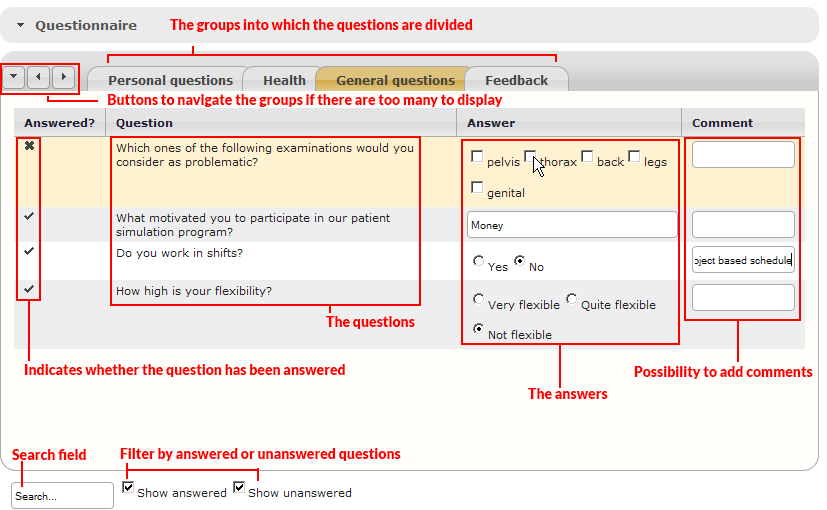 Questionnaire
The groups into which the questions are divided
Personal questions Health General questions Feedback
Buttons to navigate the groups if there are too many to display
Answered? Question Answer Comment
Which ones of the following examinations would you
consider as problematic?
pelvis thorax back legs
genital
What motivated you to participate in our patient
simulation program?
Money
Do you work in shifts?
Yes No
oject based schedule
How high is your flexibility?
Very flexible Quite flexible
Not flexible
The questions
Indicates whether the question has been answered
The answers
Possibility to add comments
Search field
Filter by answered or unanswered questions
Search...
Show answered Show unanswered